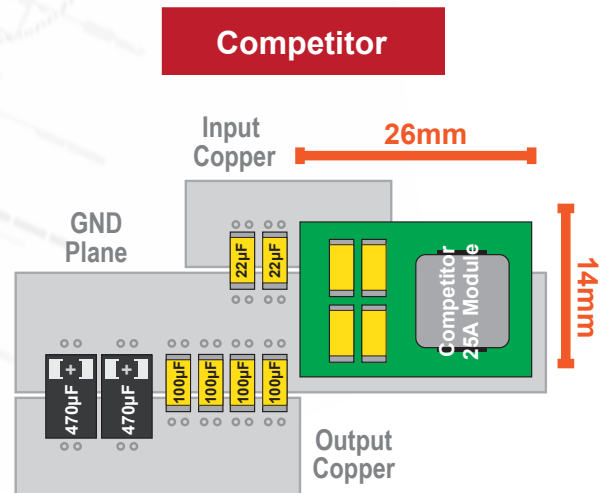 Competitor
Input
Copper
26mm
GND
Plane
22µF
22µF
Competitor
25A Module
14mm
+
+
470µF
470µF
100µF
100µF
100µF
100µF
Output
Copper